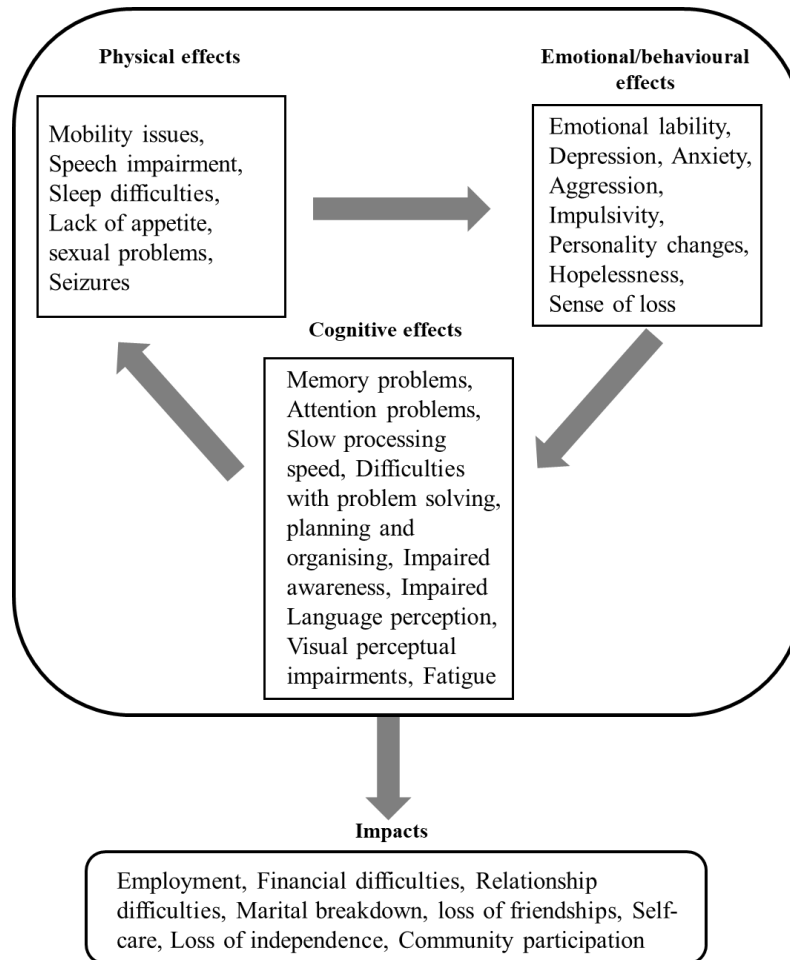 Physical effects
Mobility issues,
Speech impairment,
Sleep difficulties,
Lack of appetite,
sexual problems,
Seizures
Emotional/behavioural
effects
Emotional lability,
Depression, Anxiety,
Aggression,
Impulsivity,
Personality changes,
Hopelessness,
Sense of loss
Cognitive effects
Memory problems,
Attention problems,
Slow processing
speed, Difficulties
with problem solving,
planning and
organising, Impaired
awareness, Impaired
Language perception,
Visual perceptual
impairments, Fatigue
Impacts
Employment, Financial difficulties, Relationship
difficulties, Marital breakdown, loss of friendships, Self-
care, Loss of independence, Community participation